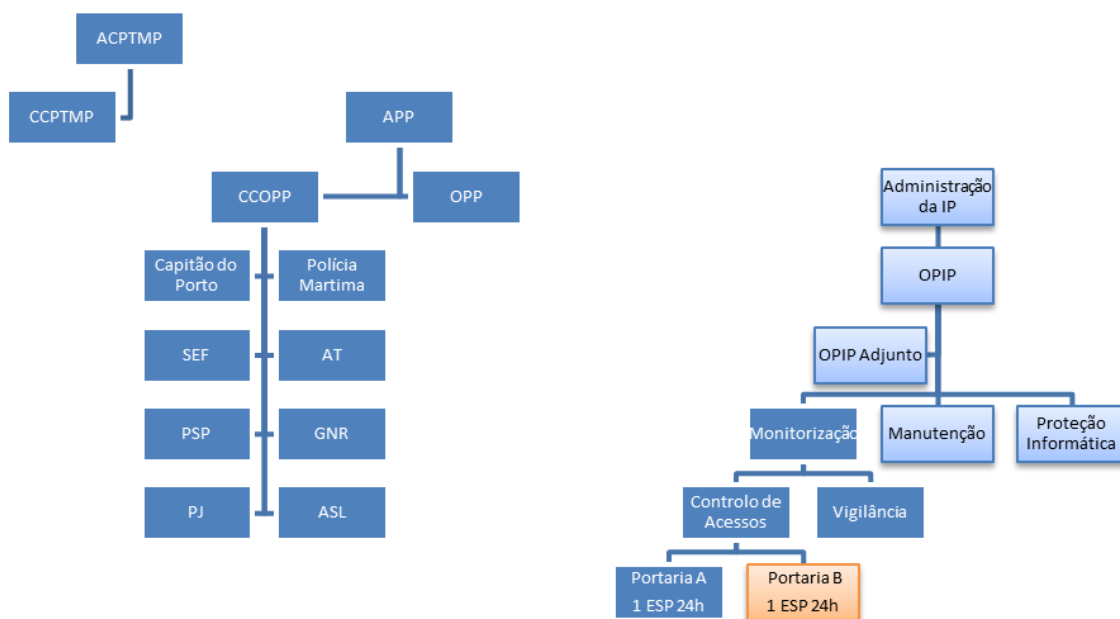 ACPTMP
CCPTMP
APP
CCOPP
OPP
Capitão do
Porto
Polícia
Martima
SEF
AT
PSP
GNR
PJ
ASL
Administração
da IP
OPIP
OPIP Adjunto
Monitorização
Manutenção
Proteção
Informática
Controlo de
Acessos
Vigilância
Portaria A
1 ESP 24h
Portaria B
1 ESP 24h